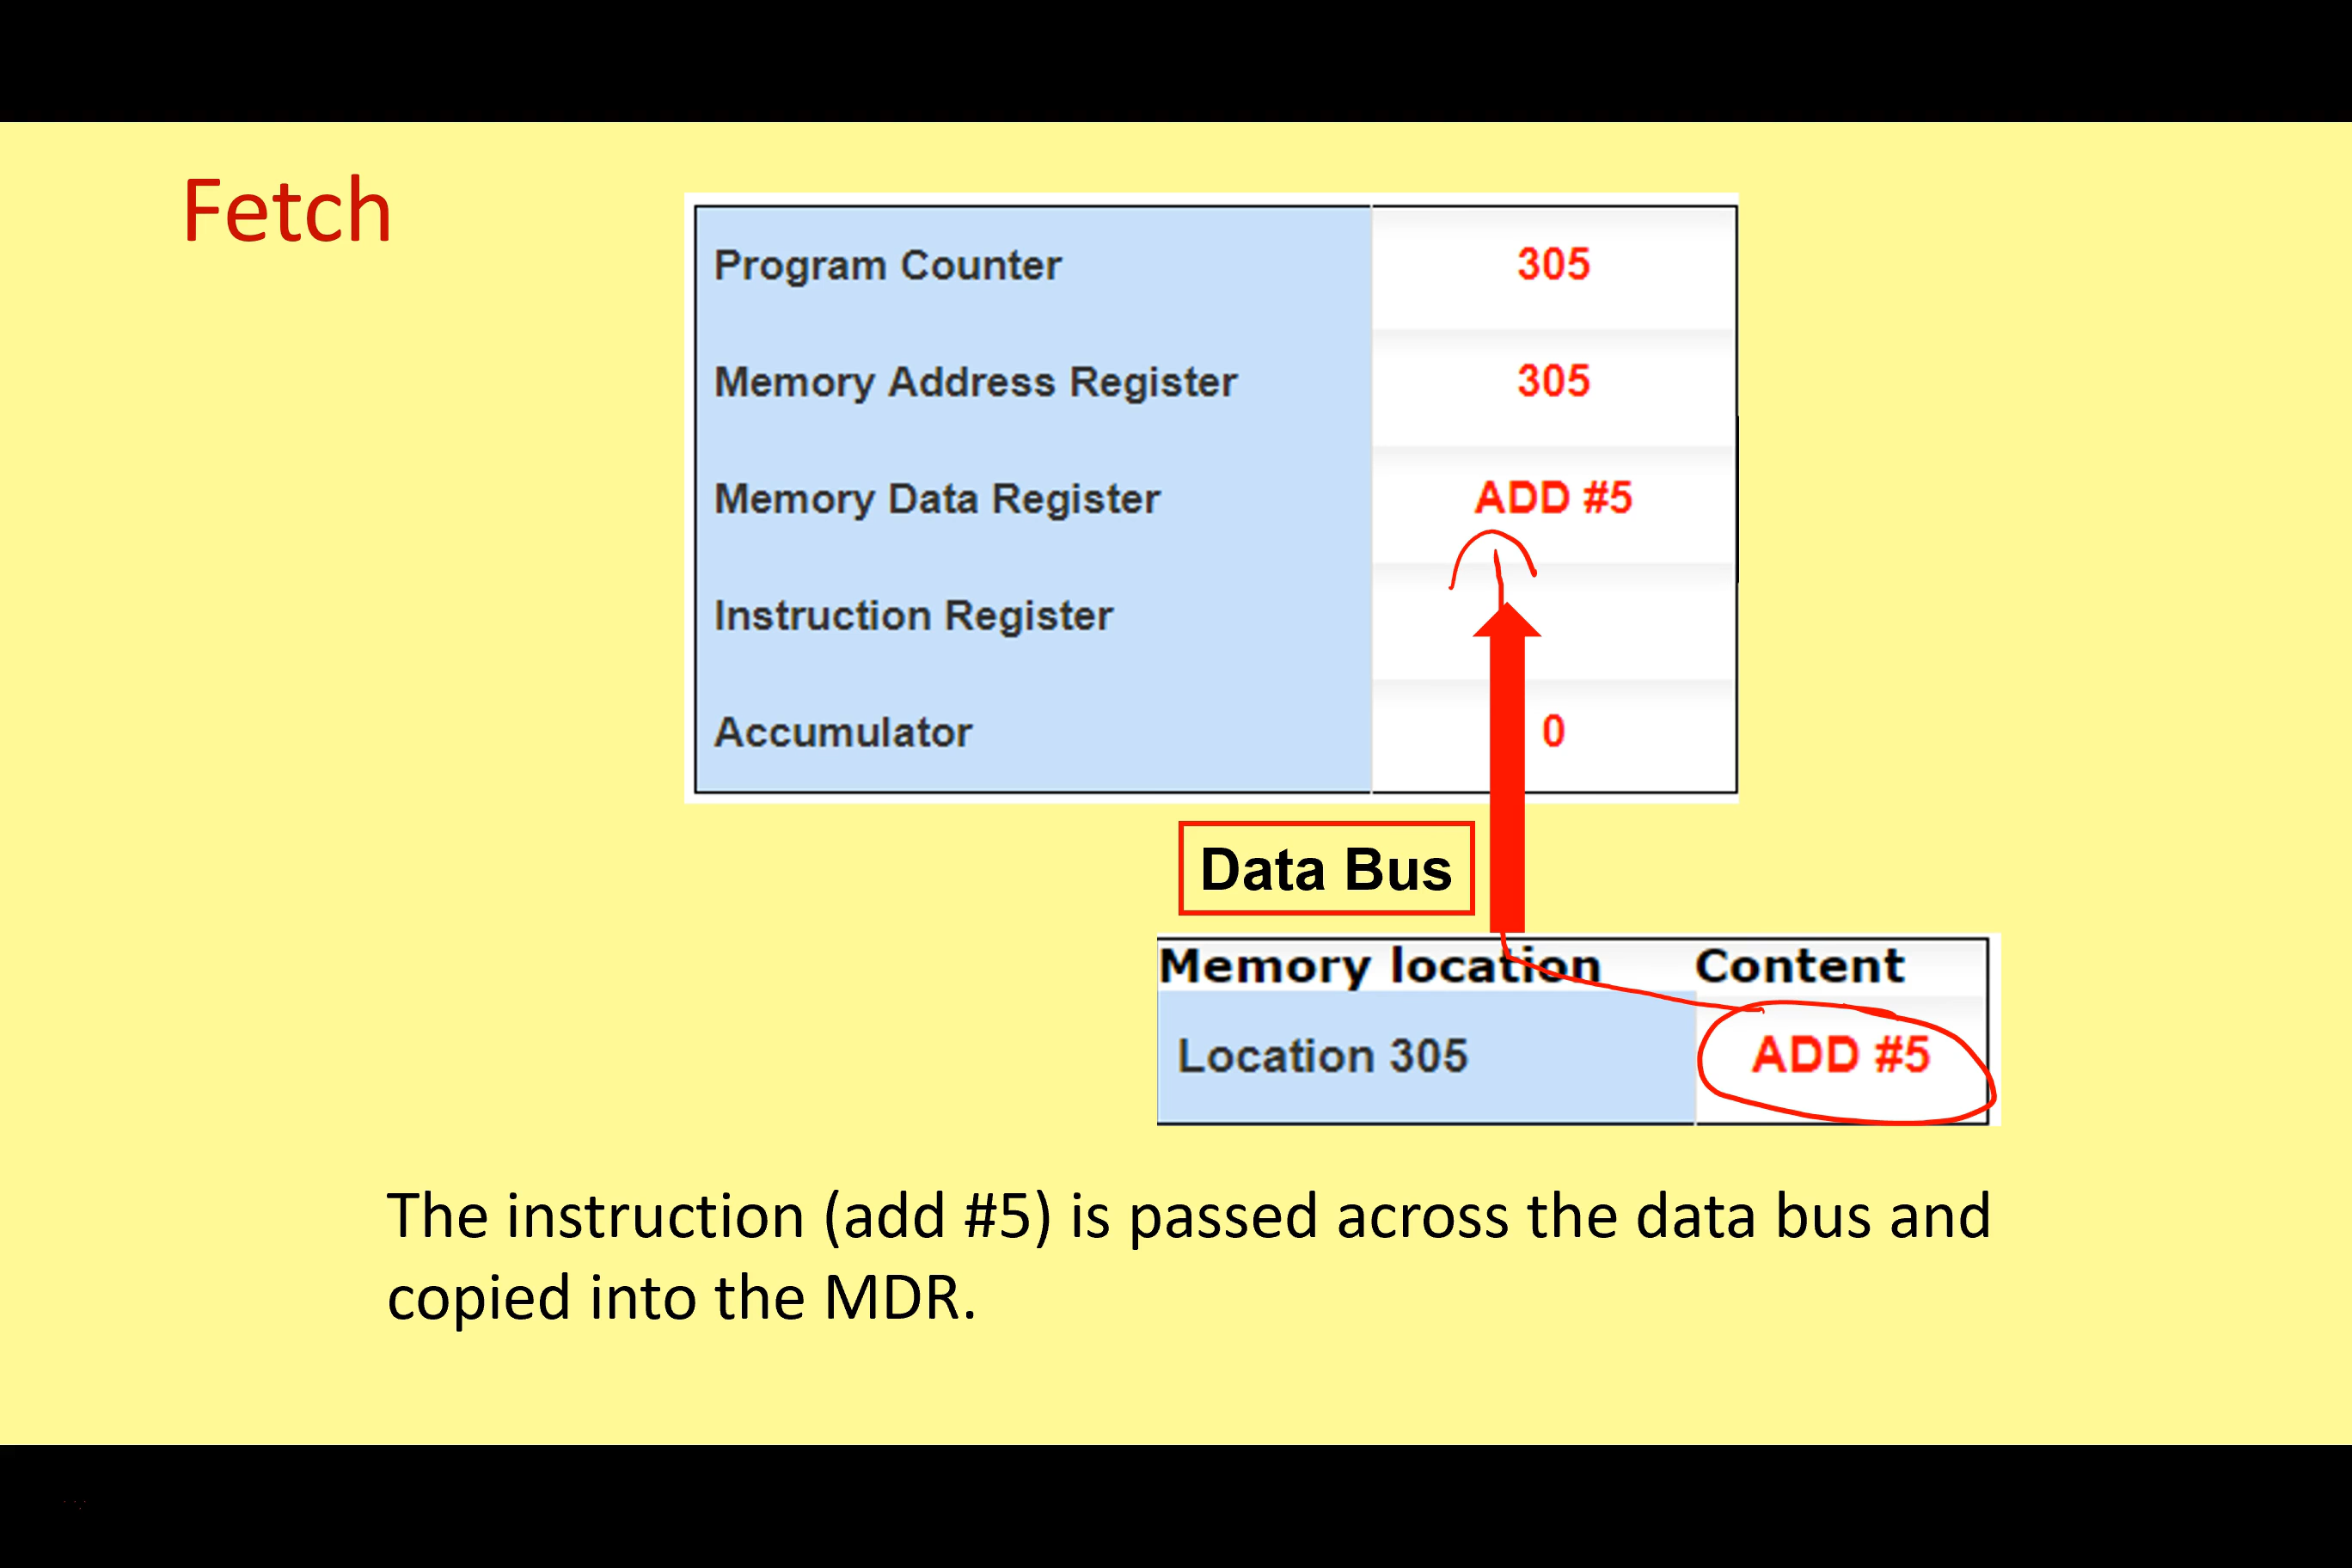 Fetch
Program Counter 305
Memory Address Register 305
Memory Data Register ADD #5
Instruction Register
Accumulator 0
Data Bus
Memory location Content
Location 305 ADD #5
The instruction (add #5) is passed across the data bus and
copied into the MDR.